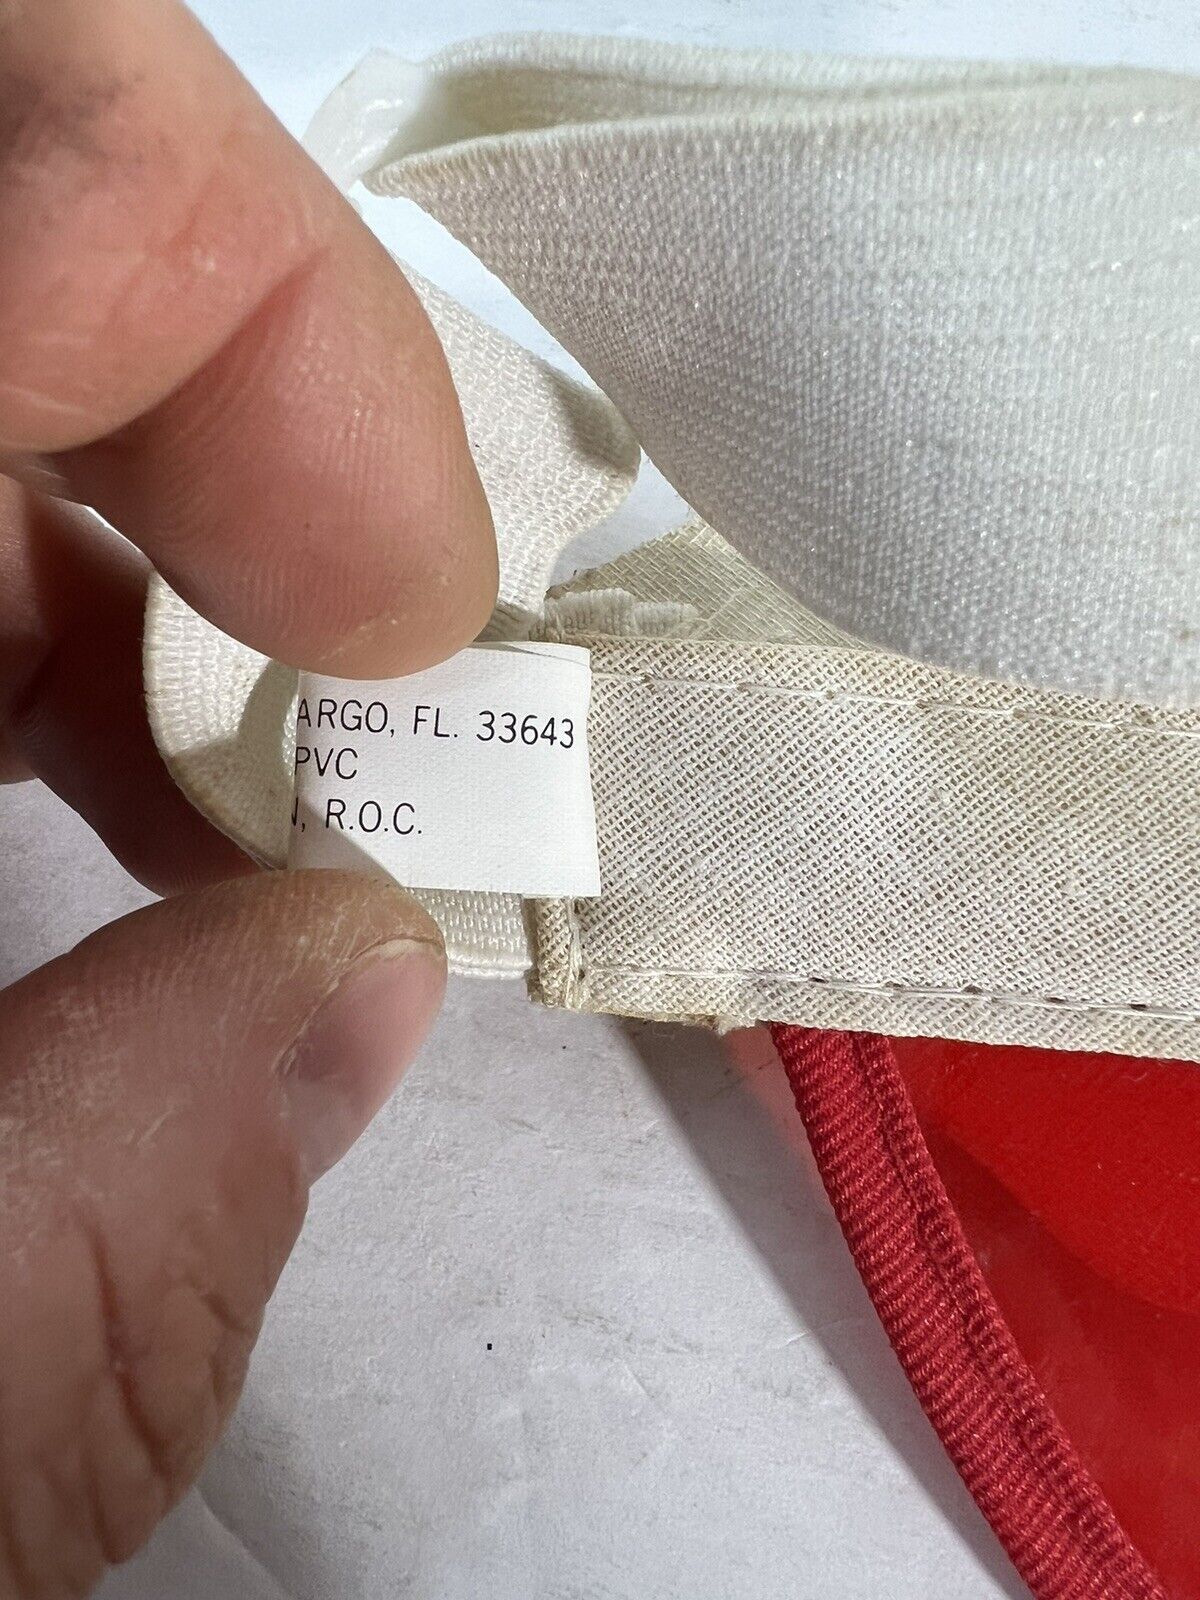 ARGO, FL. 33643
PVC
, R.O.C.